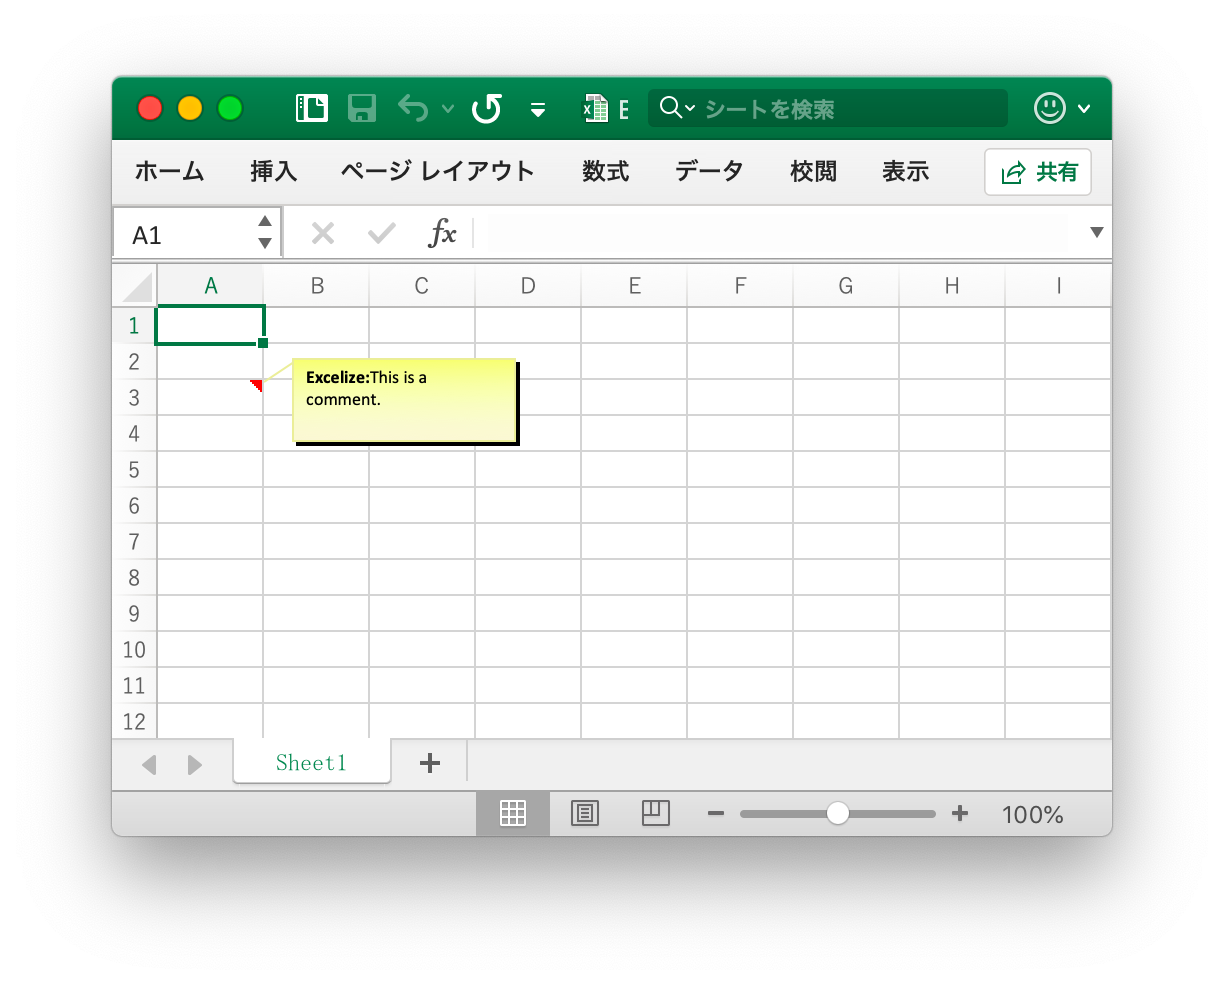 E
シートを検索
ホーム 挿入 ページ レイアウト 数式 データ 校閲 表示 共有
A1 fx
A B C D E F G H I
1
2
Excelize:This is a
3
comment.
4
5
6
7
8
9
10
11
12
Sheet1
100%